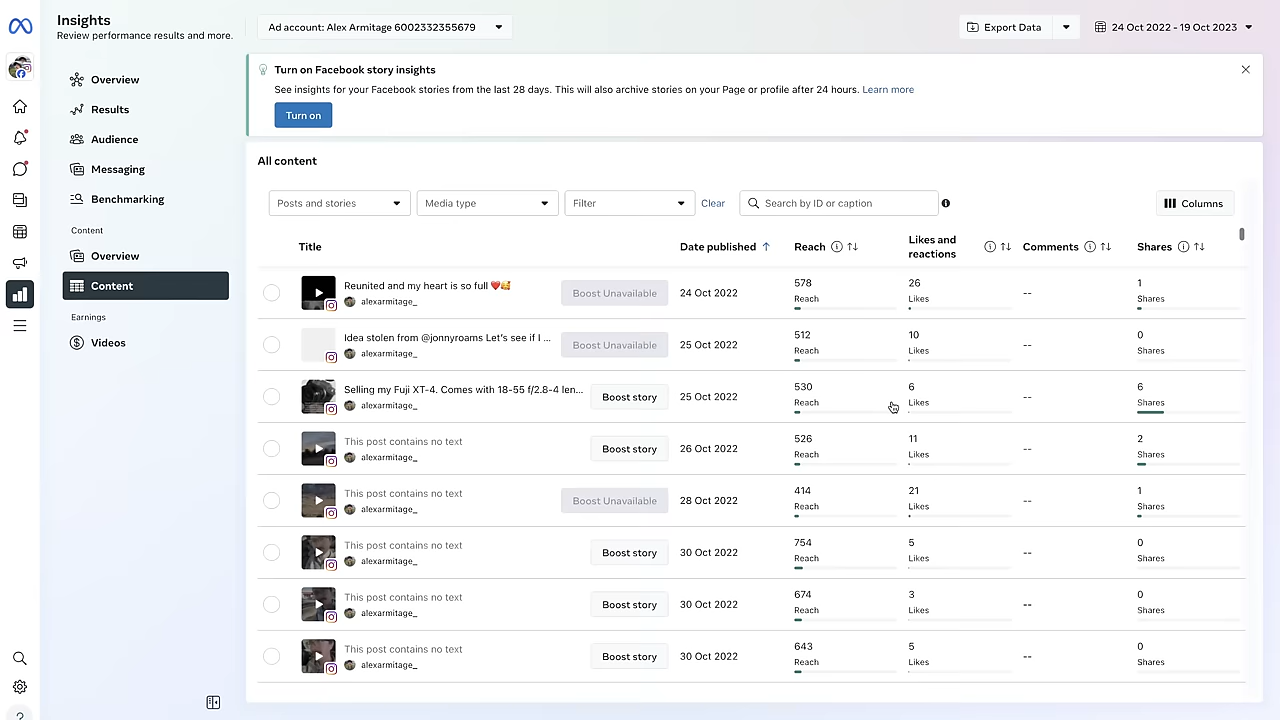 Insights
Review performance results and more.
Ad account: Alex Armitage 6002332355679
Export Data
24 Oct 2022 - 19 Oct 2023
Overview
Results
Audience
Messaging
Benchmarking
Content
Overview
Content
Earnings
Videos
Turn on Facebook story insights
See insights for your Facebook stories from the last 28 days. This will also archive stories on your Page or profile after 24 hours. Learn more
Turn on
All content
Posts and stories
Media type
Filter
Clear
Search by ID or caption
Columns
Title
Date published
Reach
Likes and reactions
Comments
Shares
Reunited and my heart is so full ❤️🥰
alexarmitage_
Boost Unavailable
24 Oct 2022
578
Reach
26
Likes
--
1
Shares
Idea stolen from @jonnyroams Let's see if I ...
alexarmitage_
Boost Unavailable
25 Oct 2022
512
Reach
10
Likes
--
0
Shares
Selling my Fuji XT-4. Comes with 18-55 f/2.8-4 len...
alexarmitage_
Boost story
25 Oct 2022
530
Reach
6
Likes
--
6
Shares
This post contains no text
alexarmitage_
Boost story
26 Oct 2022
526
Reach
11
Likes
--
2
Shares
This post contains no text
alexarmitage_
Boost Unavailable
28 Oct 2022
414
Reach
21
Likes
--
1
Shares
This post contains no text
alexarmitage_
Boost story
30 Oct 2022
754
Reach
5
Likes
--
0
Shares
This post contains no text
alexarmitage_
Boost story
30 Oct 2022
674
Reach
3
Likes
--
0
Shares
This post contains no text
alexarmitage_
Boost story
30 Oct 2022
643
Reach
5
Likes
--
0
Shares